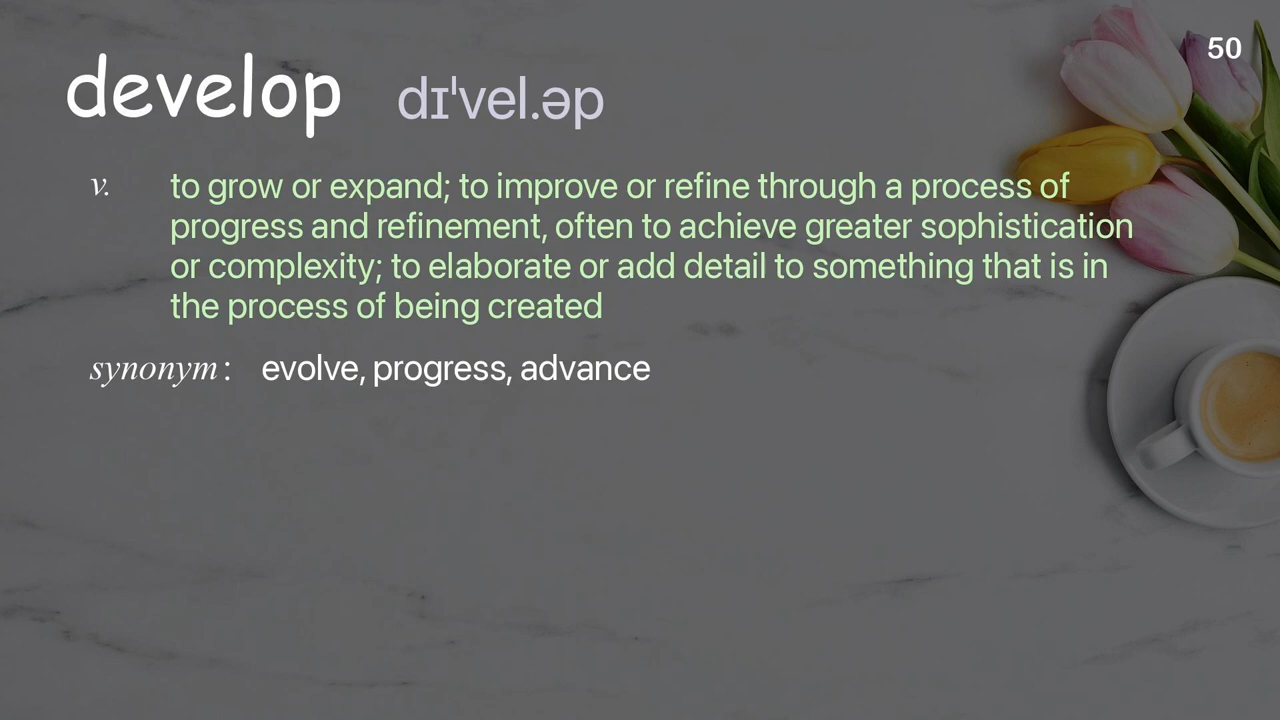 50
develop dɪˈvel.əp
v. to grow or expand; to improve or refine through a process of
progress and refinement, often to achieve greater sophistication
or complexity; to elaborate or add detail to something that is in
the process of being created
synonym: evolve, progress, advance